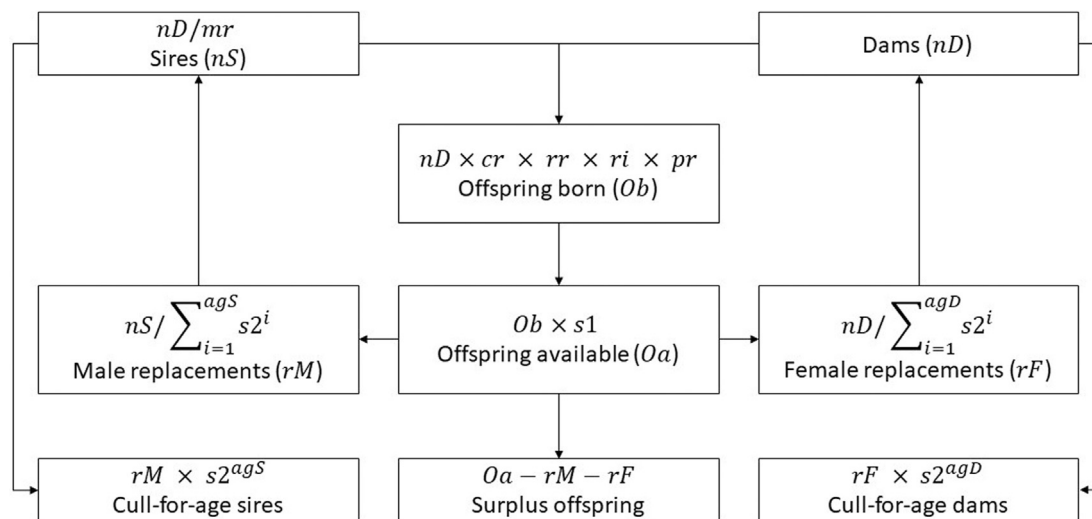 nD/mr
Sires (nS)
Dams (nD)
nD × cr × rr × ri × pr
Offspring born (Ob)
nS/∑_{i=1}^{agS} s2^i
Male replacements (rM)
Ob × s1
Offspring available (Oa)
nD/∑_{i=1}^{agD} s2^i
Female replacements (rF)
rM × s2^{agS}
Cull-for-age sires
Oa − rM − rF
Surplus offspring
rF × s2^{agD}
Cull-for-age dams